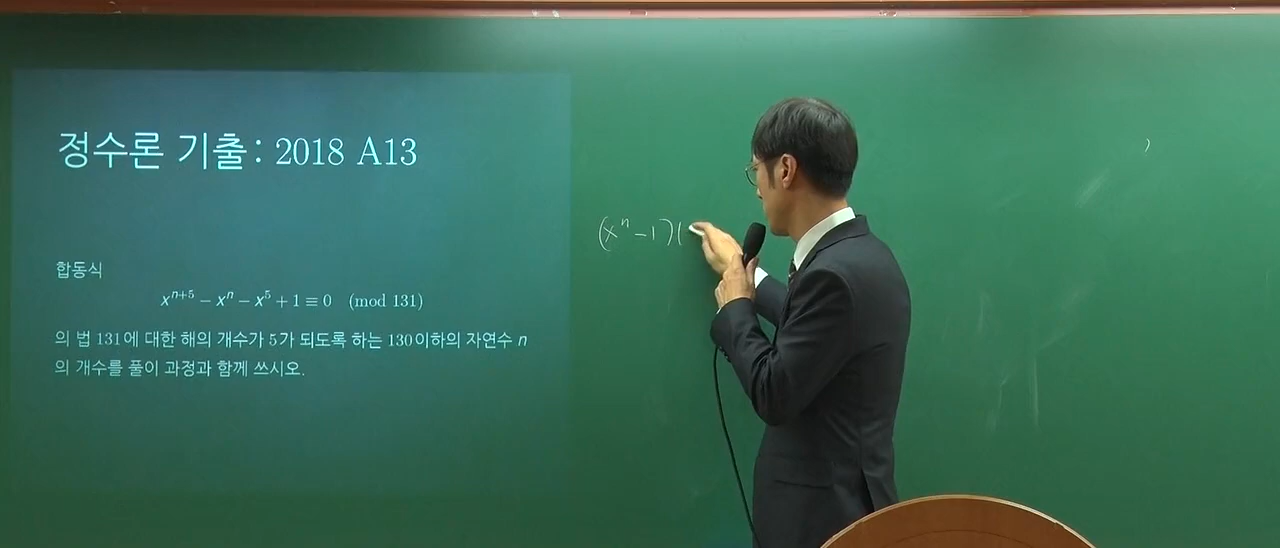 정수론 기출: 2018 A13
합동식
x^{n+5} − x^n − x^5 + 1 ≡ 0 (mod 131)
의 법 131에 대한 해의 개수가 5가 되도록 하는 130이하의 자연수 n
의 개수를 풀이 과정과 함께 쓰시오.
(x^n − 1)(